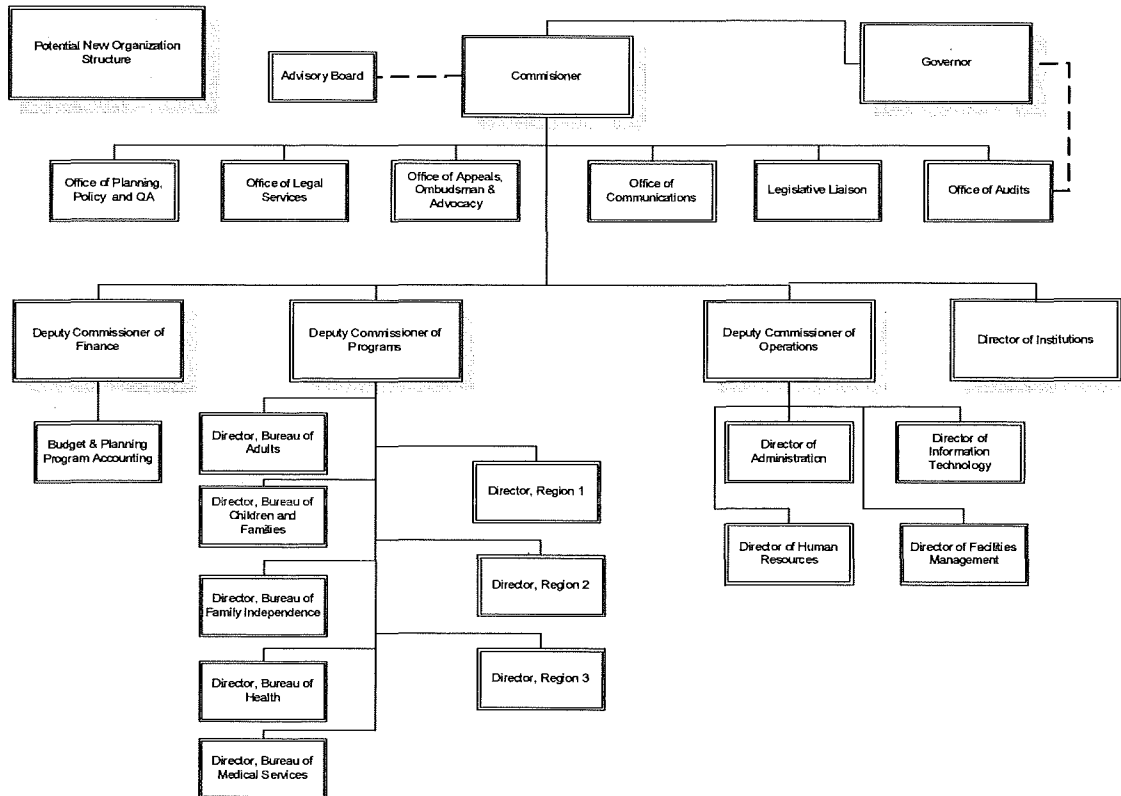 Potential New Organization
Structure
Advisory Board
Commisioner
Governor
Office of Planning,
Policy and QA
Office of Legal
Services
Office of Appeals,
Ombudsman &
Advocacy
Office of
Communications
Legislative Liaison
Office of Audits
Deputy Commissioner of
Finance
Deputy Commissioner of
Programs
Deputy Commissioner of
Operations
Director of Institutions
Budget & Planning
Program Accounting
Director, Bureau of
Adults
Director, Bureau of
Children and
Families
Director, Bureau of
Family Independence
Director, Bureau of
Health
Director, Bureau of
Medical Services
Director, Region 1
Director, Region 2
Director, Region 3
Director of
Administration
Director of
Information
Technology
Director of Human
Resources
Director of Facilities
Management